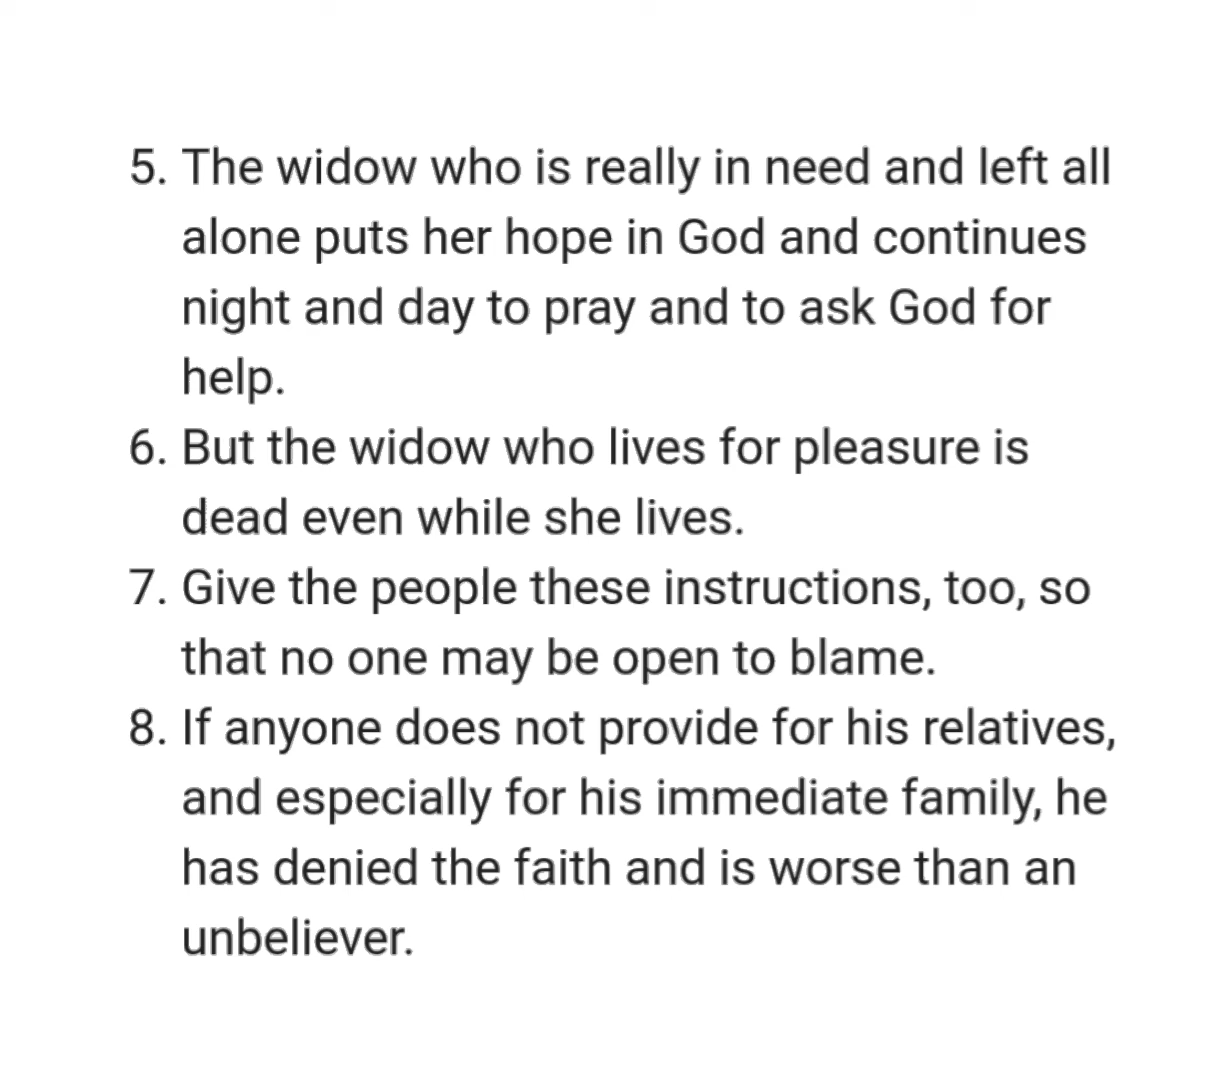 5. The widow who is really in need and left all
alone puts her hope in God and continues
night and day to pray and to ask God for
help.
6. But the widow who lives for pleasure is
dead even while she lives.
7. Give the people these instructions, too, so
that no one may be open to blame.
8. If anyone does not provide for his relatives,
and especially for his immediate family, he
has denied the faith and is worse than an
unbeliever.